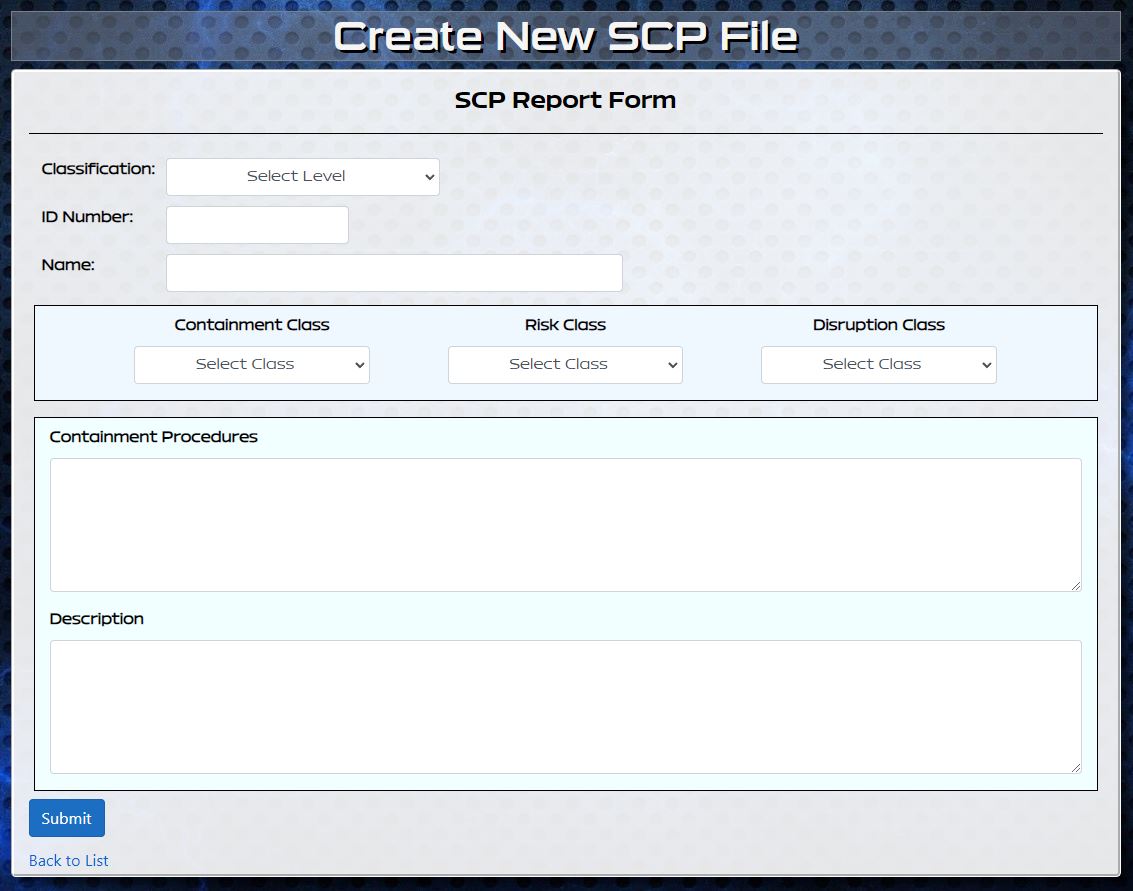 Create New SCP File
SCP Report Form
Classification: Select Level
ID Number:
Name:
Containment Class Risk Class Disruption Class
Select Class Select Class Select Class
Containment Procedures
Description
Submit
Back to List